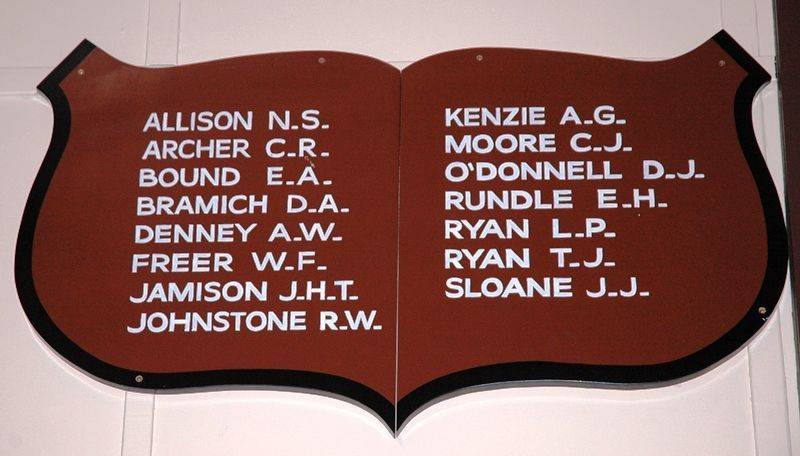 ALLISON N.S.
ARCHER C.R.
BOUND E.A.
BRAMICH D.A.
DENNEY A.W.
FREER W.F.
JAMISON J.H.T.
JOHNSTONE R.W.
KENZIE A.G.
MOORE C.J.
O'DONNELL D.J.
RUNDLE E.H.
RYAN L.P.
RYAN T.J.
SLOANE J.J.